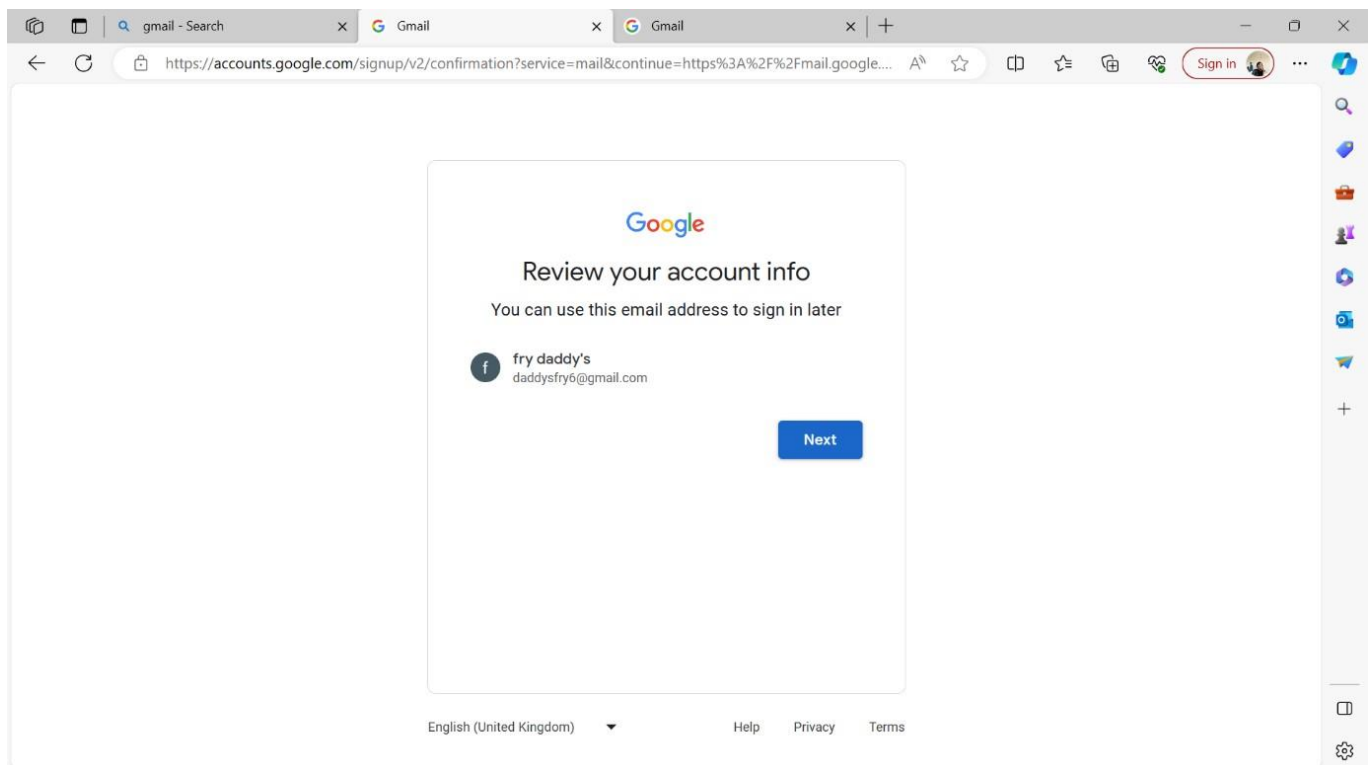 gmail - Search
Gmail
Gmail
https://accounts.google.com/signup/v2/confirmation?service=mail&continue=https%3A%2F%2Fmail.google....
Sign in
Google
Review your account info
You can use this email address to sign in later
f
fry daddy's
daddysfry6@gmail.com
Next
English (United Kingdom)
Help Privacy Terms